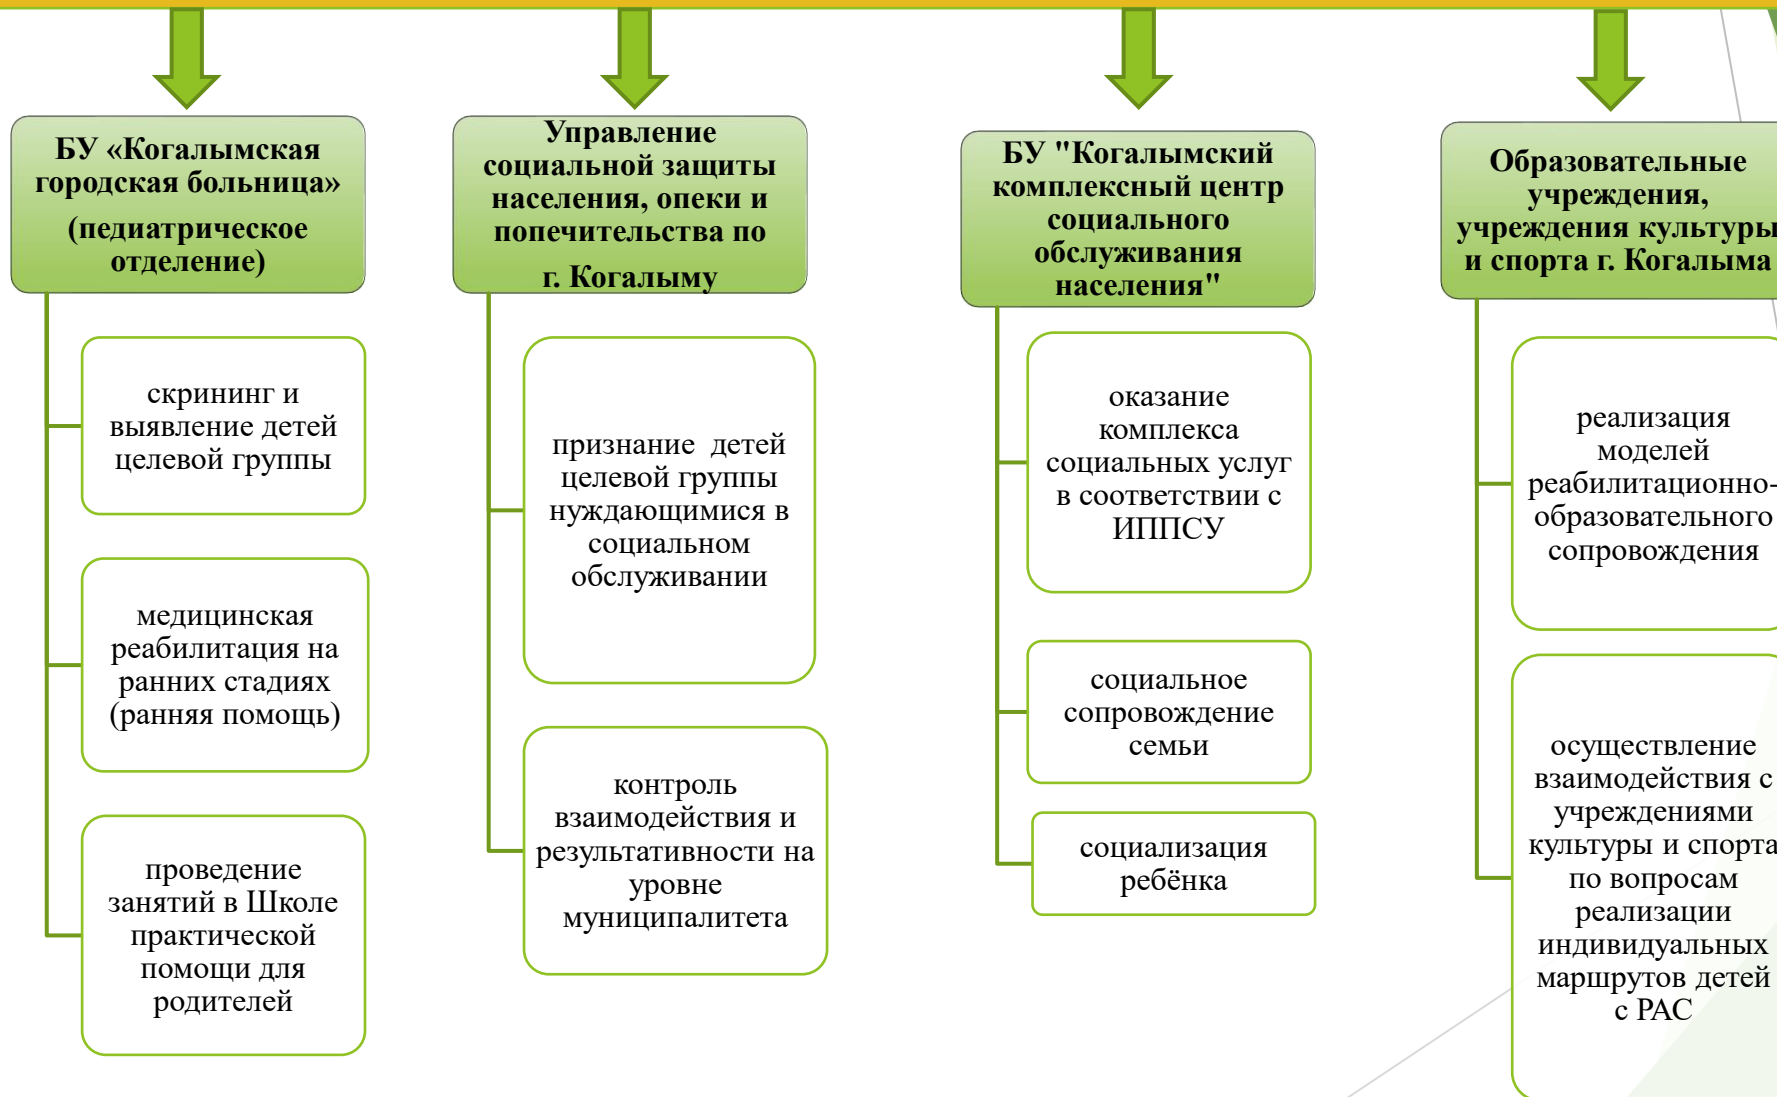 БУ «Когалымская
городская больница»
(педиатрическое
отделение)
скрининг и
выявление детей
целевой группы
медицинская
реабилитация на
ранних стадиях
(ранняя помощь)
проведение
занятий в Школе
практической
помощи для
родителей
Управление
социальной защиты
населения, опеки и
попечительства по
г. Когалыму
признание детей
целевой группы
нуждающимися в
социальном
обслуживании
контроль
взаимодействия и
результативности на
уровне
муниципалитета
БУ "Когалымский
комплексный центр
социального
обслуживания
населения"
оказание
комплекса
социальных услуг
в соответствии с
ИППСУ
социальное
сопровождение
семьи
социализация
ребёнка
Образовательные
учреждения,
учреждения культуры
и спорта г. Когалыма
реализация
моделей
реабилитационно-
образовательного
сопровождения
осуществление
взаимодействия с
учреждениями
культуры и спорта
по вопросам
реализации
индивидуальных
маршрутов детей
с РАС